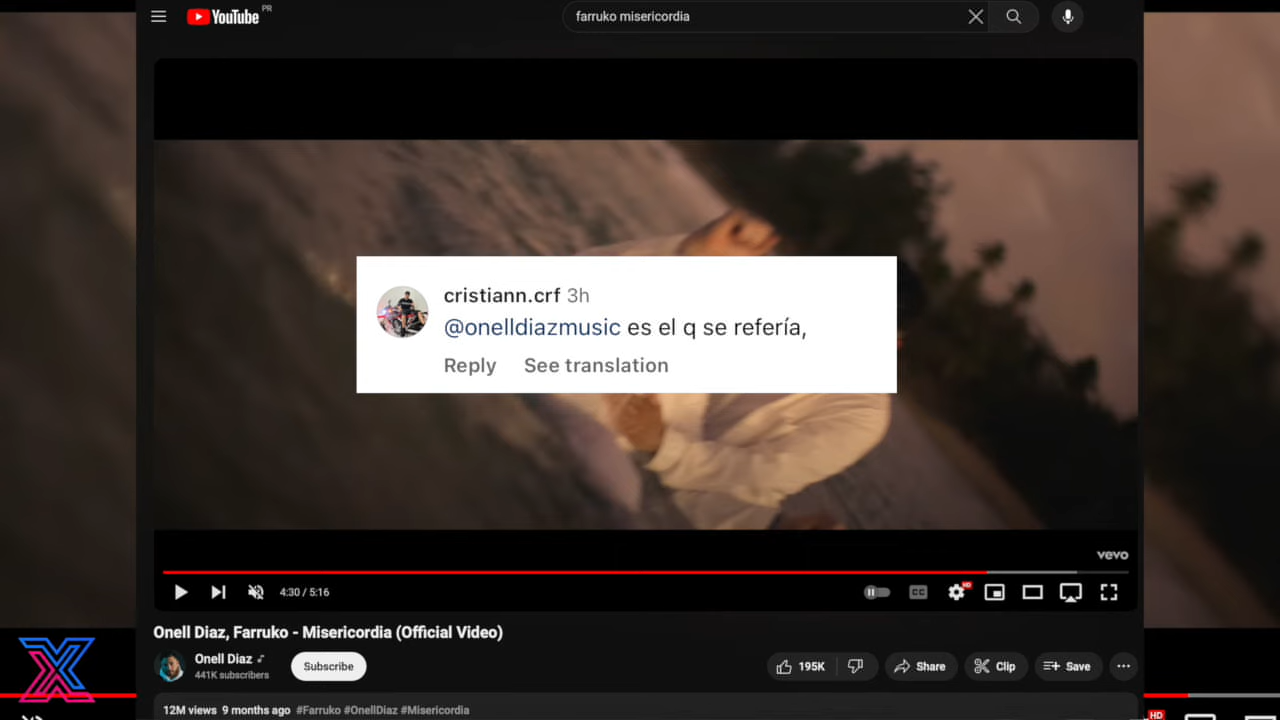 YouTube PR
farruko misericordia
cristiann.crf 3h
@onelldiazmusic es el q se refería,
Reply See translation
vevo
4:30 / 5:16
CC
HD
Onell Diaz, Farruko - Misericordia (Official Video)
Onell Diaz
441K subscribers
Subscribe
195K
Share
Clip
Save
12M views 9 months ago #Farruko #OnellDiaz #Misericordia
X
HD